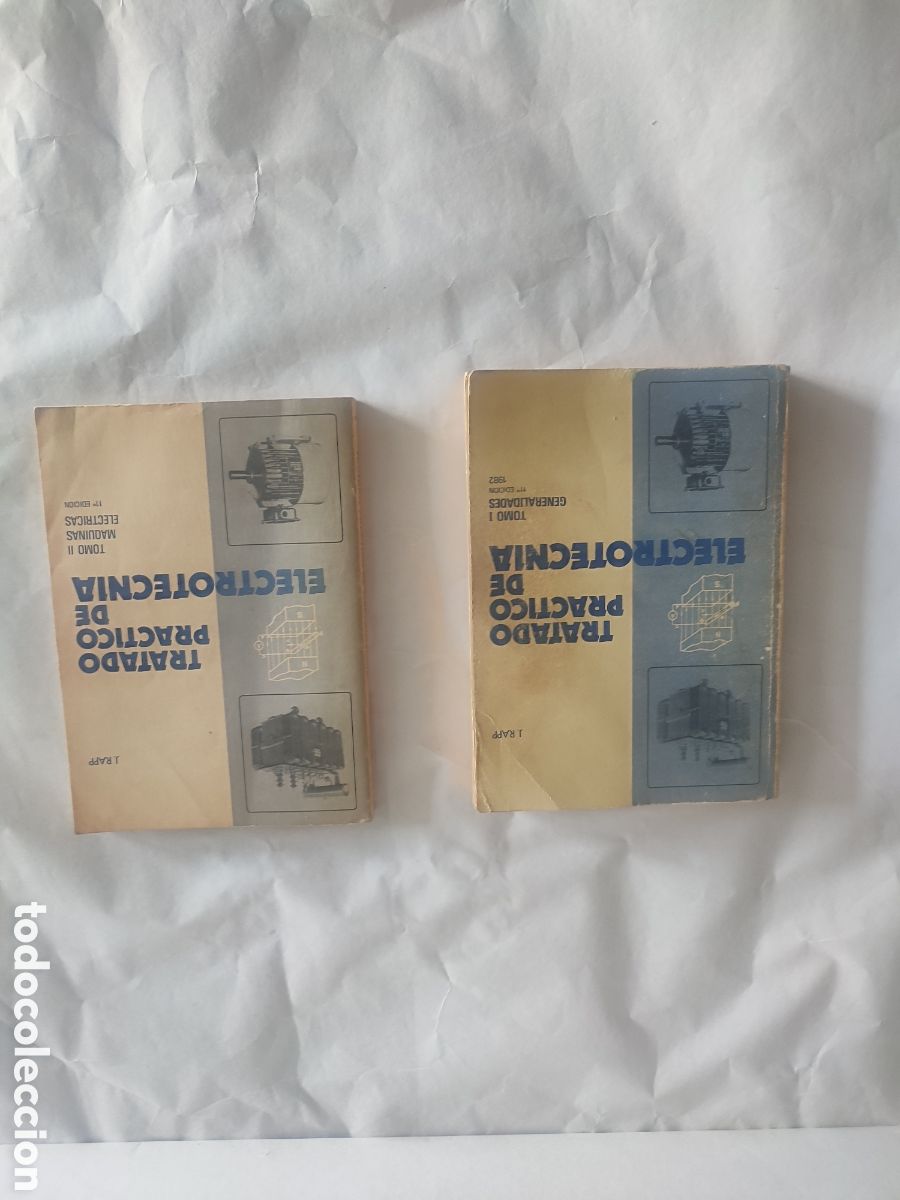 J. RAPP
TRATADO
PRACTICO
DE
ELECTROTECNIA
TOMO I
GENERALIDADES
11ª EDICION
1982
J. RAPP
TRATADO
PRACTICO
DE
ELECTROTECNIA
TOMO II
MAQUINAS
ELECTRICAS
11ª EDICION
N
S
N
S
todocoleccion